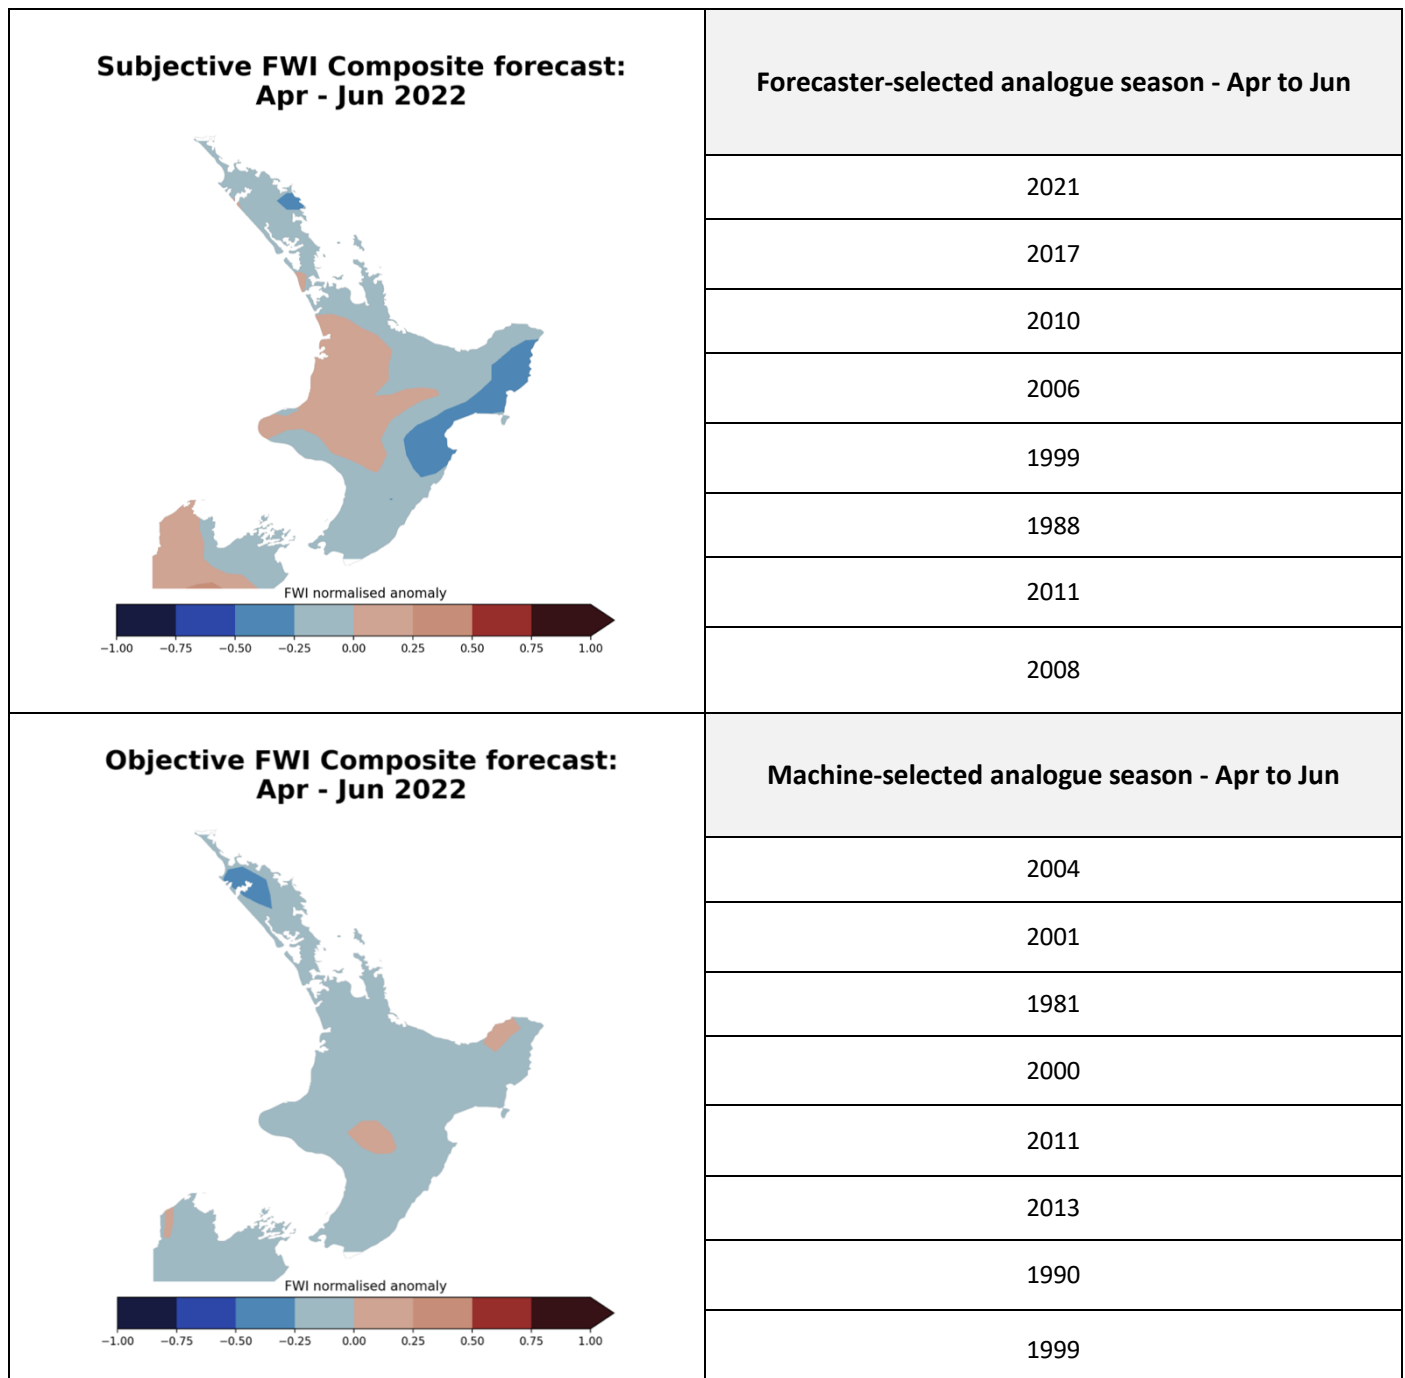 Subjective FWI Composite forecast:
Apr - Jun 2022
FWI normalised anomaly
−1.00 −0.75 −0.50 −0.25 0.00 0.25 0.50 0.75 1.00
Forecaster-selected analogue season - Apr to Jun
2021
2017
2010
2006
1999
1988
2011
2008
Objective FWI Composite forecast:
Apr - Jun 2022
FWI normalised anomaly
−1.00 −0.75 −0.50 −0.25 0.00 0.25 0.50 0.75 1.00
Machine-selected analogue season - Apr to Jun
2004
2001
1981
2000
2011
2013
1990
1999